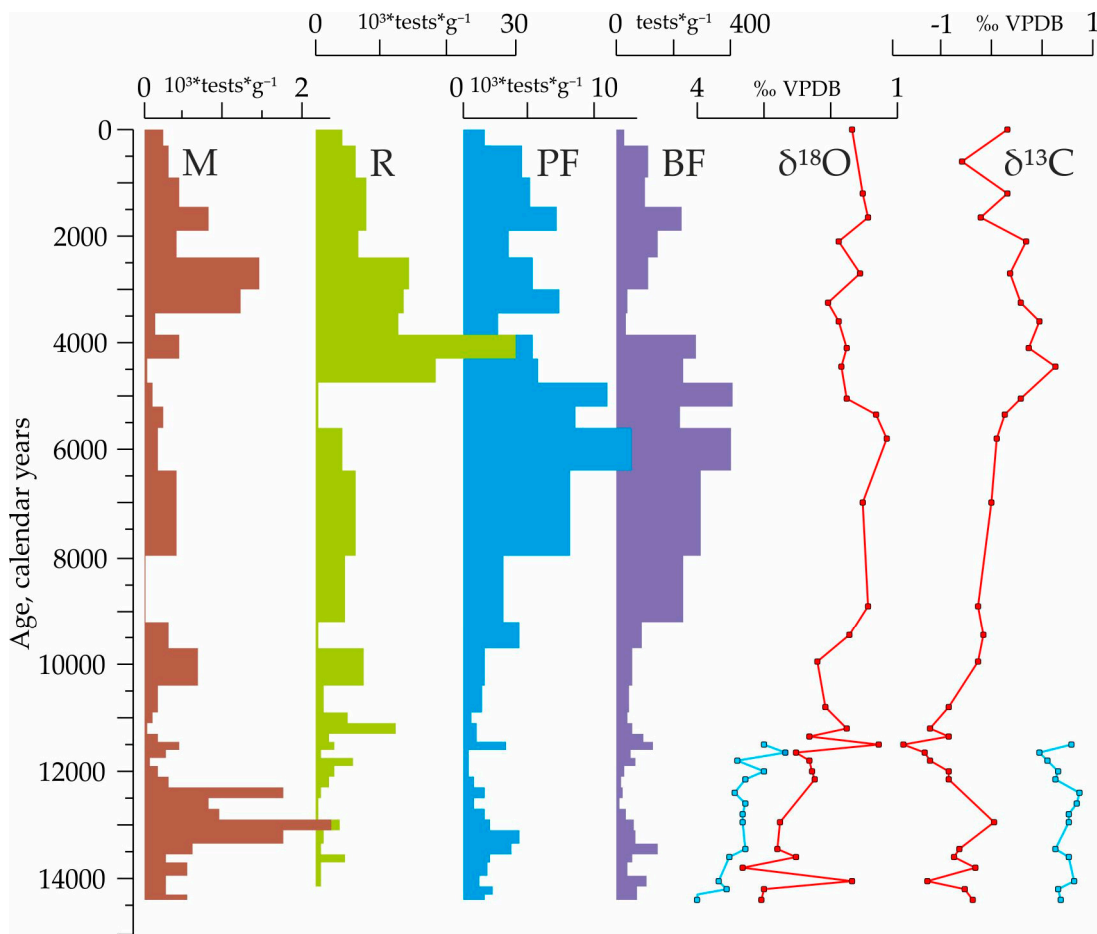 0 10³*tests*g⁻¹ 30
0 tests*g⁻¹ 400
-1 ‰ VPDB 1
0 10³*tests*g⁻¹ 2
0 10³*tests*g⁻¹ 10
4 ‰ VPDB 1
M
R
PF
BF
δ¹⁸O
δ¹³C
Age, calendar years
0
2000
4000
6000
8000
10000
12000
14000